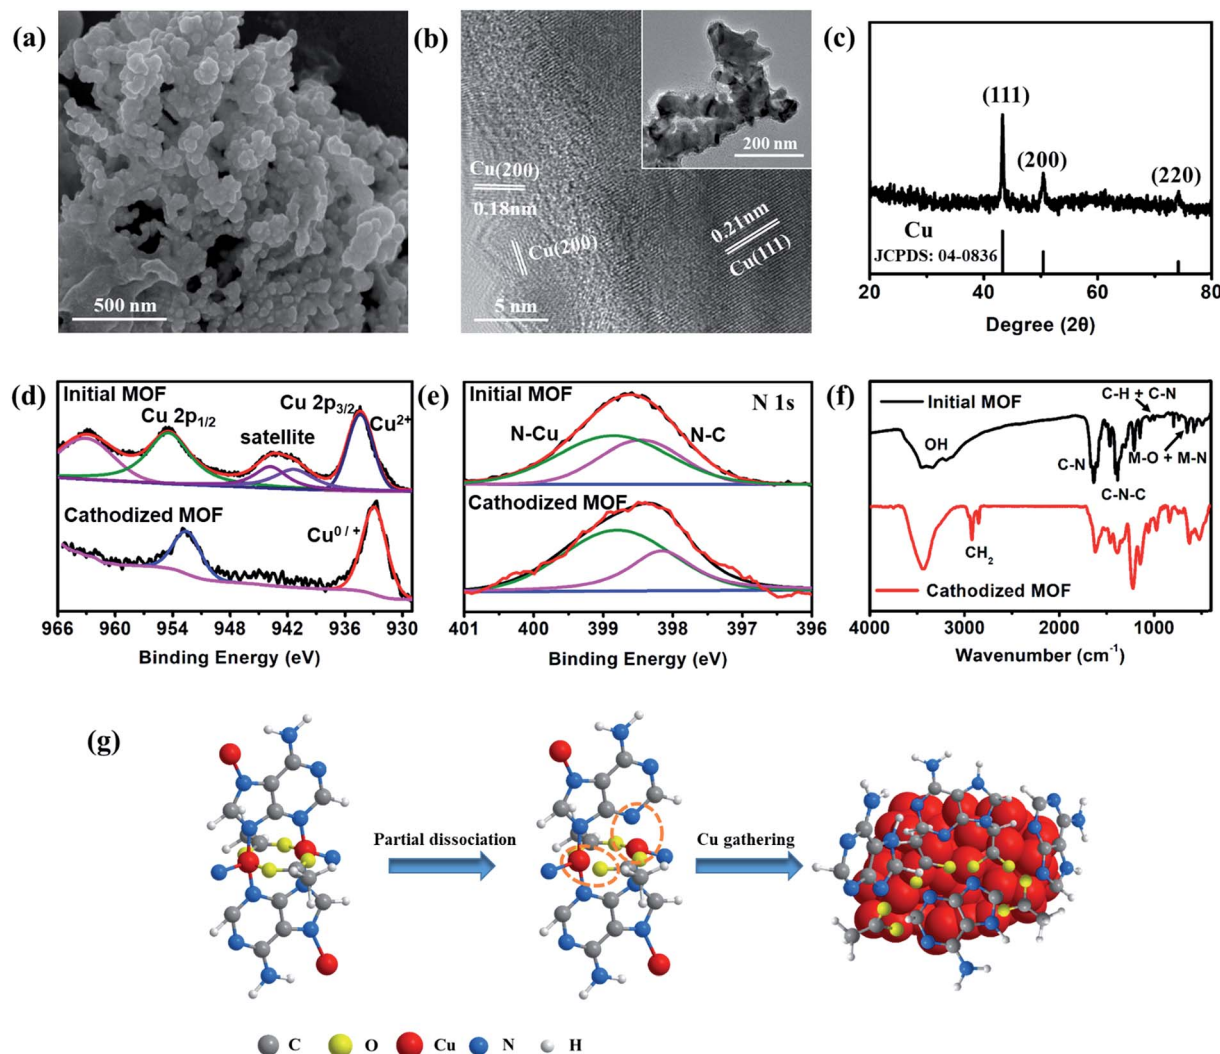 (a)
500 nm
(b)
Cu(200)
0.18nm
Cu(200)
0.21nm
Cu(111)
5 nm
200 nm
(c)
(111)
(200)
(220)
Cu
JCPDS: 04-0836
20 30 40 50 60 70 80
Degree (2θ)
(d)
Initial MOF
Cu 2p1/2
satellite
Cu 2p3/2
Cu2+
Cathodized MOF
Cu0 / +
966 960 954 948 942 936 930
Binding Energy (eV)
(e)
Initial MOF
N 1s
N-Cu
N-C
Cathodized MOF
401 400 399 398 397 396
Binding Energy (eV)
(f)
Initial MOF
C-H + C-N
OH
C-N
M-O + M-N
C-N-C
CH2
Cathodized MOF
4000 3000 2000 1000
Wavenumber (cm-1)
(g)
Partial dissociation
Cu gathering
C O Cu N H